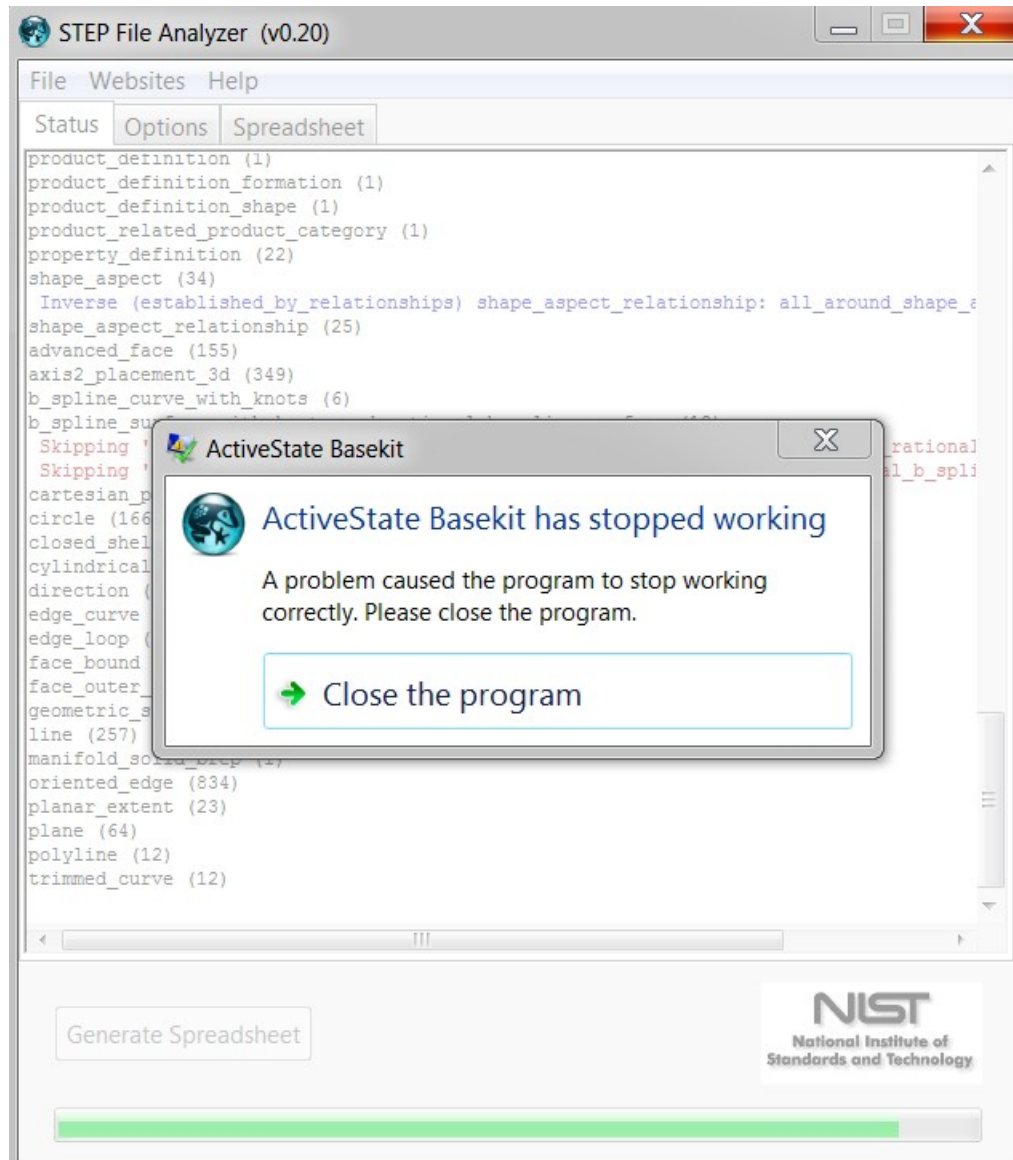 STEP File Analyzer (v0.20)
File Websites Help
Status Options Spreadsheet
product_definition (1)
product_definition_formation (1)
product_definition_shape (1)
product_related_product_category (1)
property_definition (22)
shape_aspect (34)
Inverse (established_by_relationships) shape_aspect_relationship: all_around_shape_a
shape_aspect_relationship (25)
advanced_face (155)
axis2_placement_3d (349)
b_spline_curve_with_knots (6)
b_spline_su
Skipping ' _rational
Skipping ' al_b_spli
cartesian_p
circle (166
closed_shel
cylindrical
direction (
edge_curve
edge_loop (
face_bound
face_outer_
geometric_s
line (257)
manifold_solid_brep (1)
oriented_edge (834)
planar_extent (23)
plane (64)
polyline (12)
trimmed_curve (12)
ActiveState Basekit
ActiveState Basekit has stopped working
A problem caused the program to stop working
correctly. Please close the program.
Close the program
Generate Spreadsheet
NIST
National Institute of
Standards and Technology